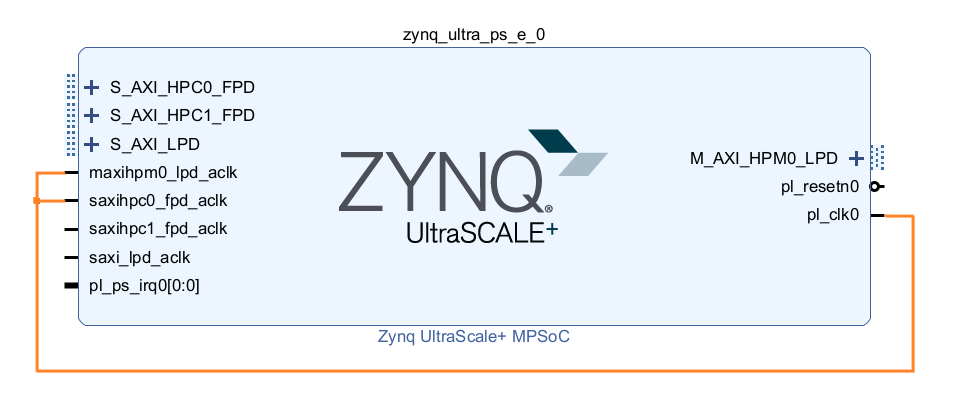 zynq_ultra_ps_e_0
S_AXI_HPC0_FPD
S_AXI_HPC1_FPD
S_AXI_LPD
maxihpm0_lpd_aclk
saxihpc0_fpd_aclk
saxihpc1_fpd_aclk
saxi_lpd_aclk
pl_ps_irq0[0:0]
ZYNQ®
UltraSCALE+
M_AXI_HPM0_LPD
pl_resetn0
pl_clk0
Zynq UltraScale+ MPSoC